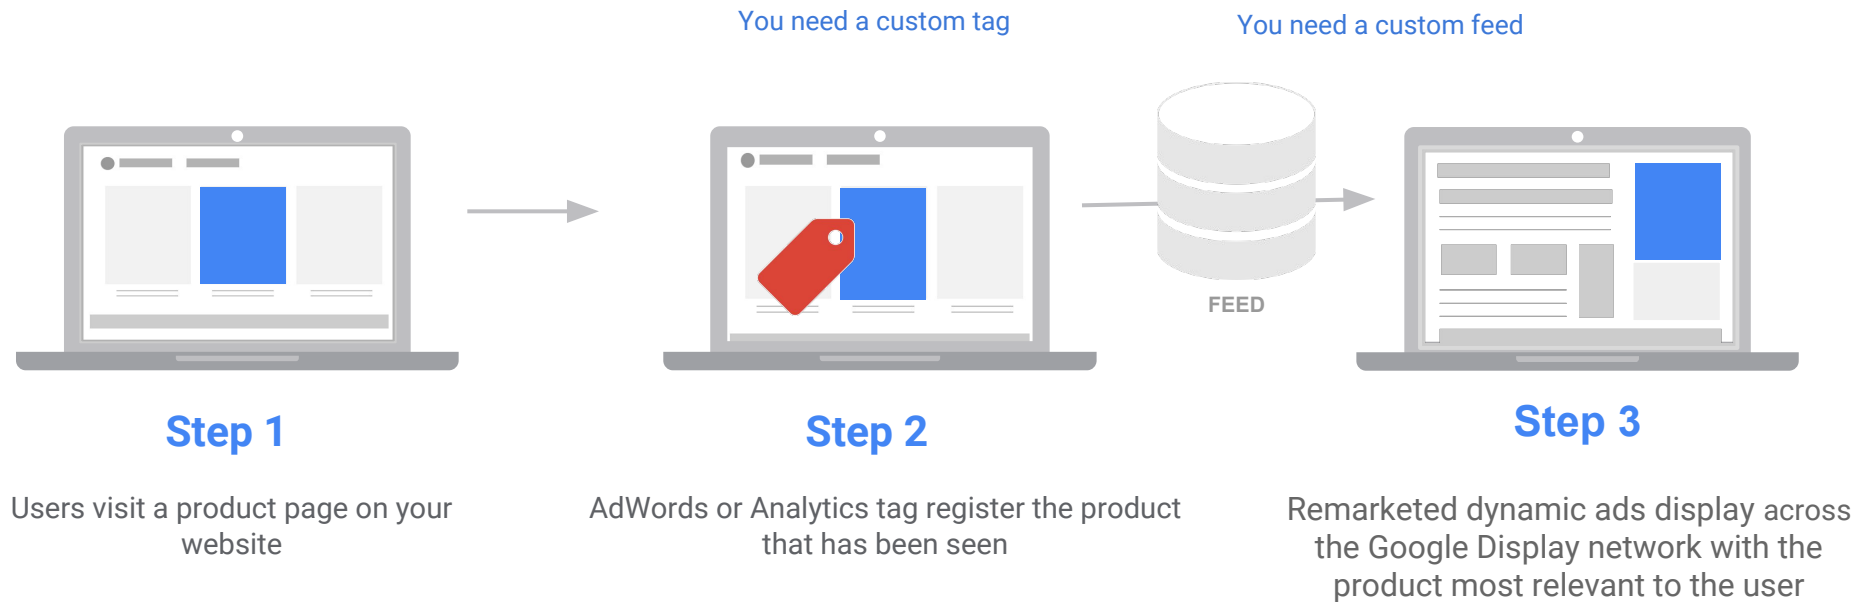 You need a custom tag
You need a custom feed
FEED
Step 1
Users visit a product page on your
website
Step 2
AdWords or Analytics tag register the product
that has been seen
Step 3
Remarketed dynamic ads display across
the Google Display network with the
product most relevant to the user